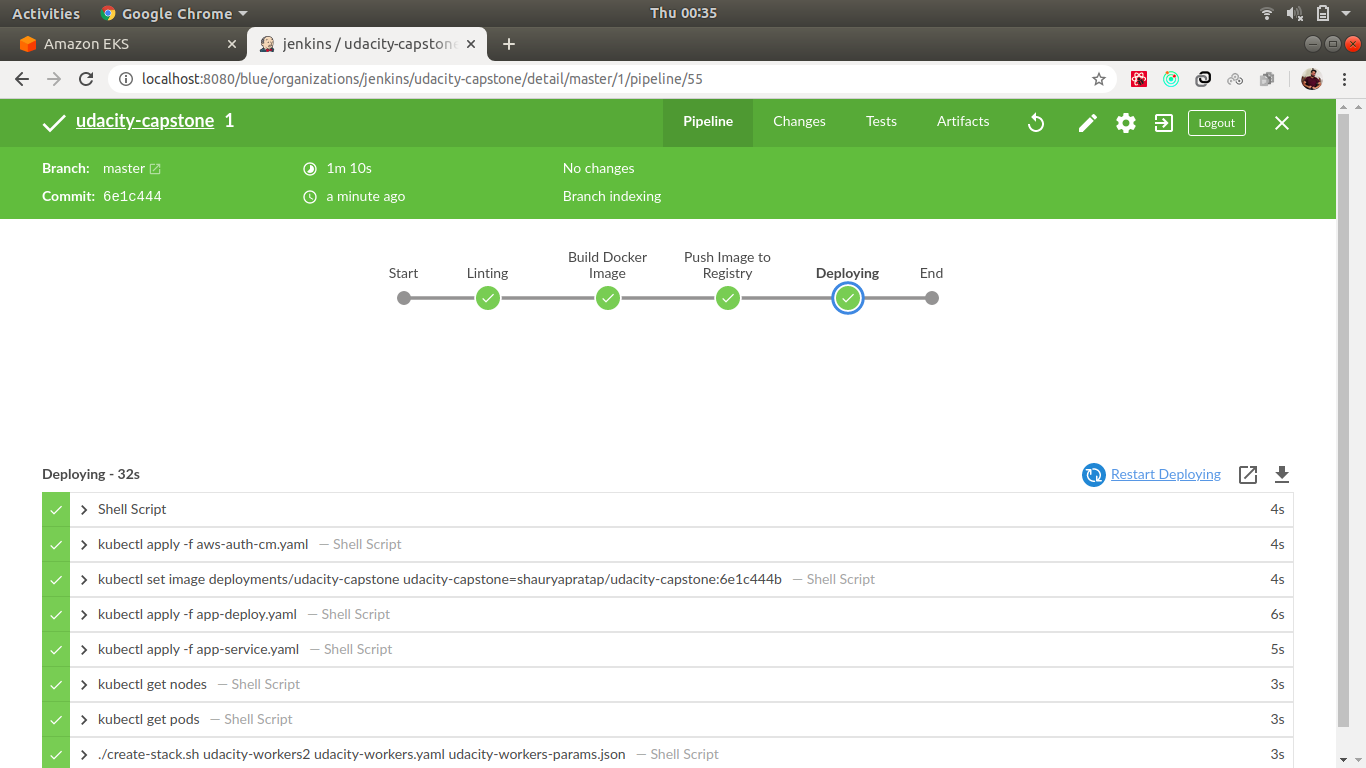 Activities Google Chrome Thu 00:35
Amazon EKS jenkins / udacity-capstone
localhost:8080/blue/organizations/jenkins/udacity-capstone/detail/master/1/pipeline/55
udacity-capstone 1 Pipeline Changes Tests Artifacts Logout
Branch: master 1m 10s No changes
Commit: 6e1c444 a minute ago Branch indexing
Build Docker Push Image to
Start Linting Image Registry Deploying End
Deploying - 32s Restart Deploying
Shell Script 4s
kubectl apply -f aws-auth-cm.yaml — Shell Script 4s
kubectl set image deployments/udacity-capstone udacity-capstone=shauryapratap/udacity-capstone:6e1c444b — Shell Script 4s
kubectl apply -f app-deploy.yaml — Shell Script 6s
kubectl apply -f app-service.yaml — Shell Script 5s
kubectl get nodes — Shell Script 3s
kubectl get pods — Shell Script 3s
./create-stack.sh udacity-workers2 udacity-workers.yaml udacity-workers-params.json — Shell Script 3s